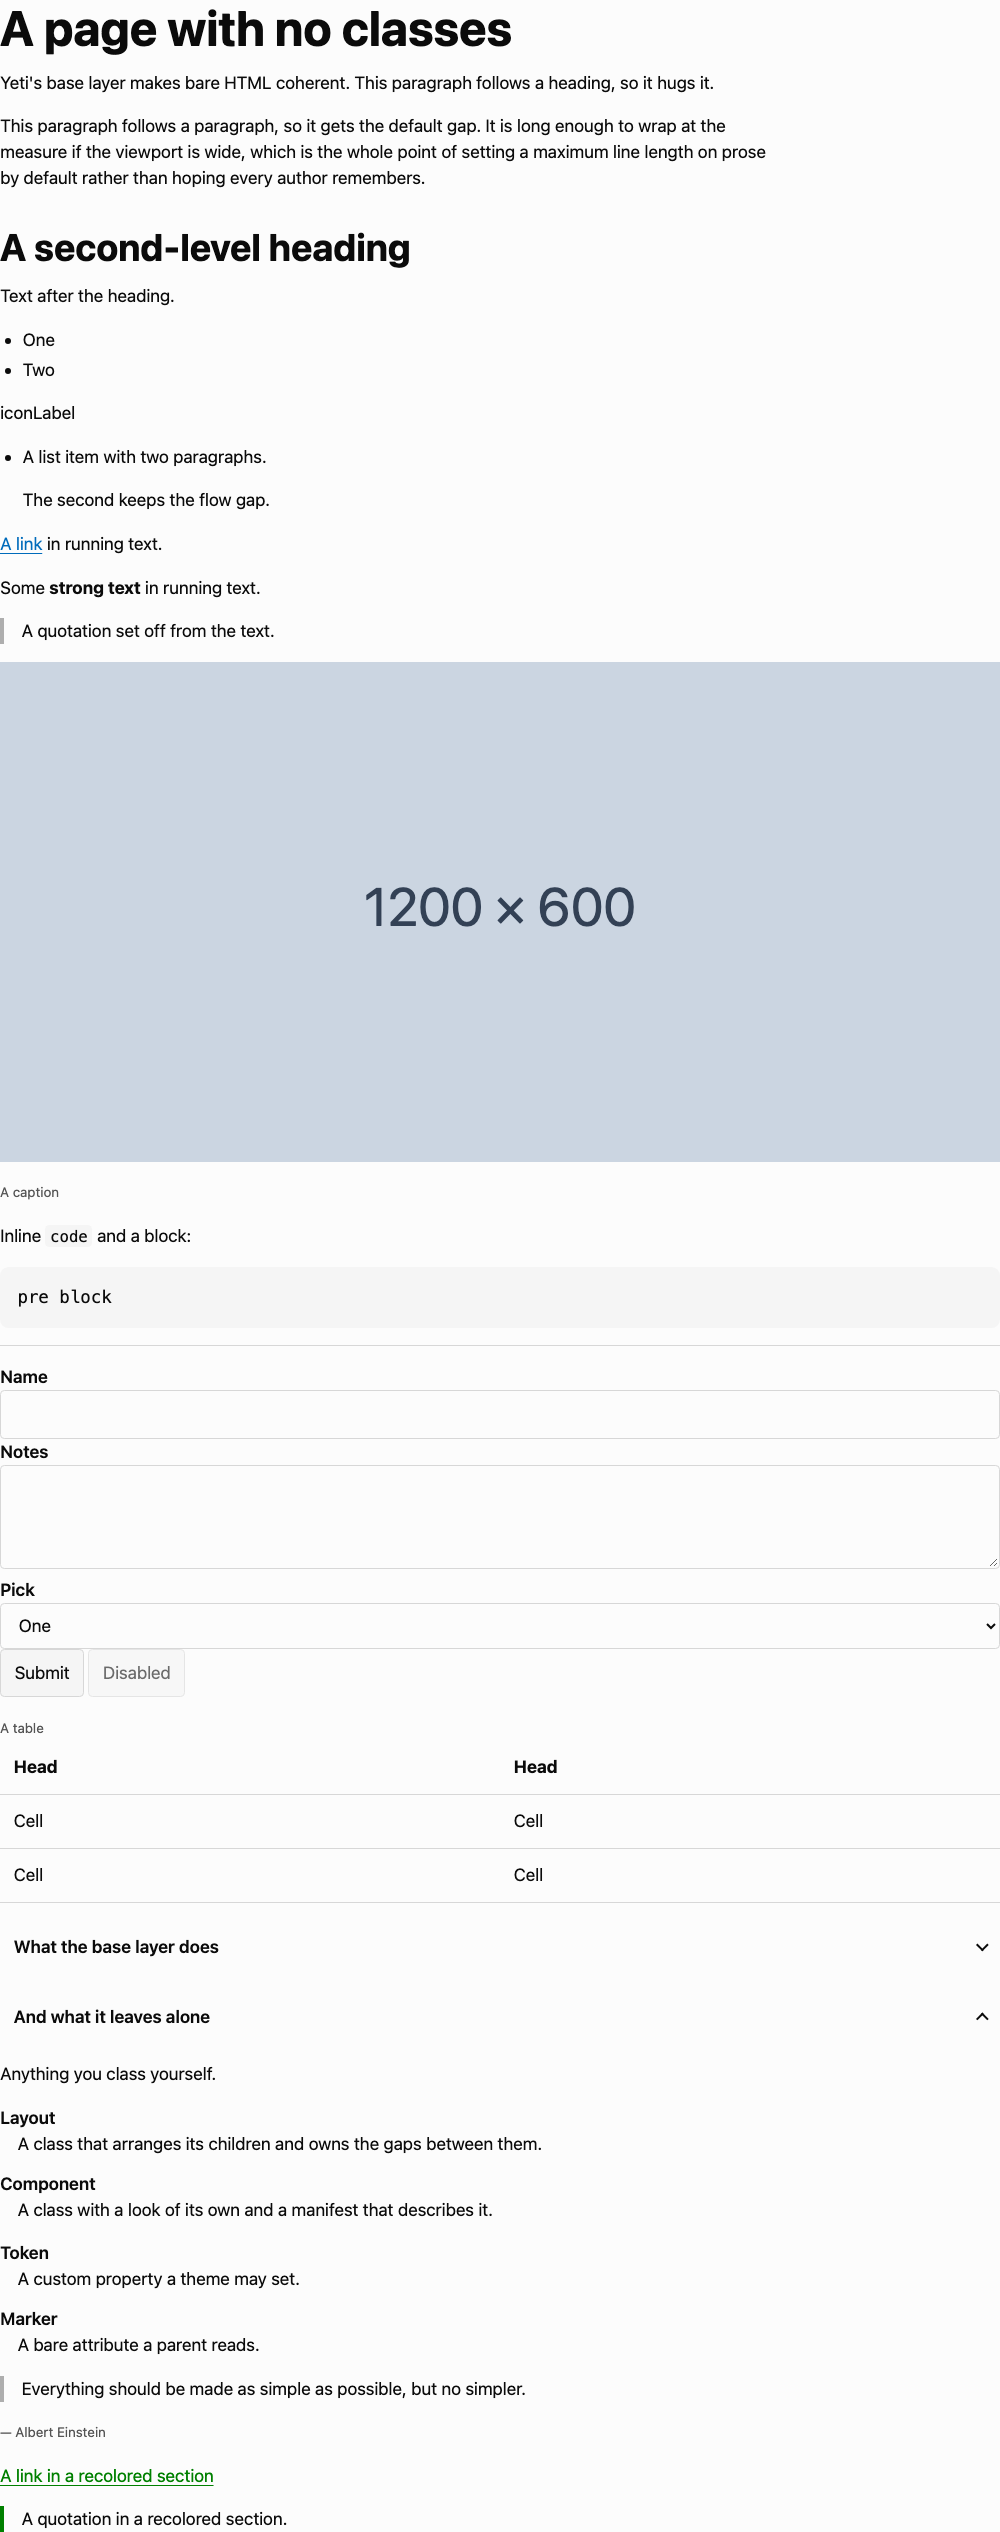 A page with no classes
Yeti's base layer makes bare HTML coherent. This paragraph follows a heading, so it hugs it.
This paragraph follows a paragraph, so it gets the default gap. It is long enough to wrap at the
measure if the viewport is wide, which is the whole point of setting a maximum line length on prose
by default rather than hoping every author remembers.
A second-level heading
Text after the heading.
One
Two
iconLabel
A list item with two paragraphs.
The second keeps the flow gap.
A link in running text.
Some strong text in running text.
A quotation set off from the text.
1200 × 600
A caption
Inline code and a block:
pre block
Name
Notes
Pick
One
Submit Disabled
A table
Head Head
Cell Cell
Cell Cell
What the base layer does
And what it leaves alone
Anything you class yourself.
Layout
A class that arranges its children and owns the gaps between them.
Component
A class with a look of its own and a manifest that describes it.
Token
A custom property a theme may set.
Marker
A bare attribute a parent reads.
Everything should be made as simple as possible, but no simpler.
— Albert Einstein
A link in a recolored section
A quotation in a recolored section.